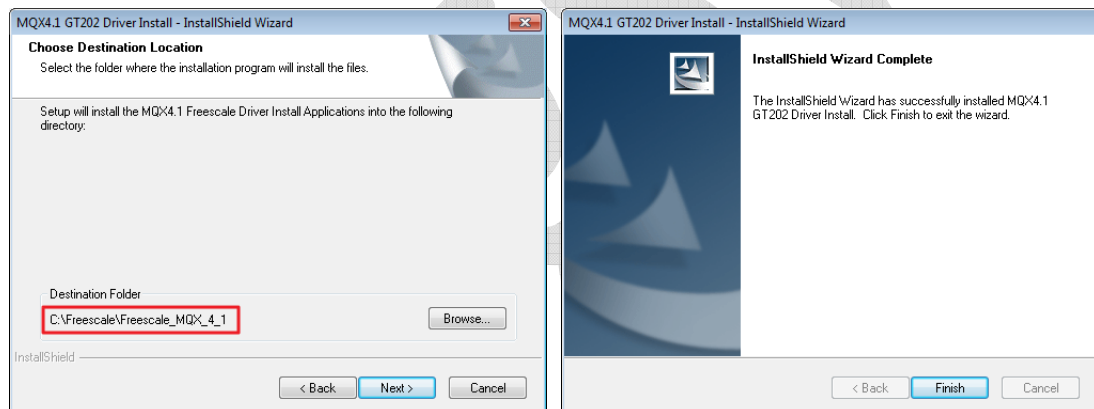 MQX4.1 GT202 Driver Install - InstallShield Wizard
Choose Destination Location
Select the folder where the installation program will install the files.
Setup will install the MQX4.1 Freescale Driver Install Applications into the following
directory:
Destination Folder
C:\Freescale\Freescale_MQX_4_1
Browse...
InstallShield
< Back
Next >
Cancel
MQX4.1 GT202 Driver Install - InstallShield Wizard
InstallShield Wizard Complete
The InstallShield Wizard has successfully installed MQX4.1
GT202 Driver Install. Click Finish to exit the wizard.
< Back
Finish
Cancel